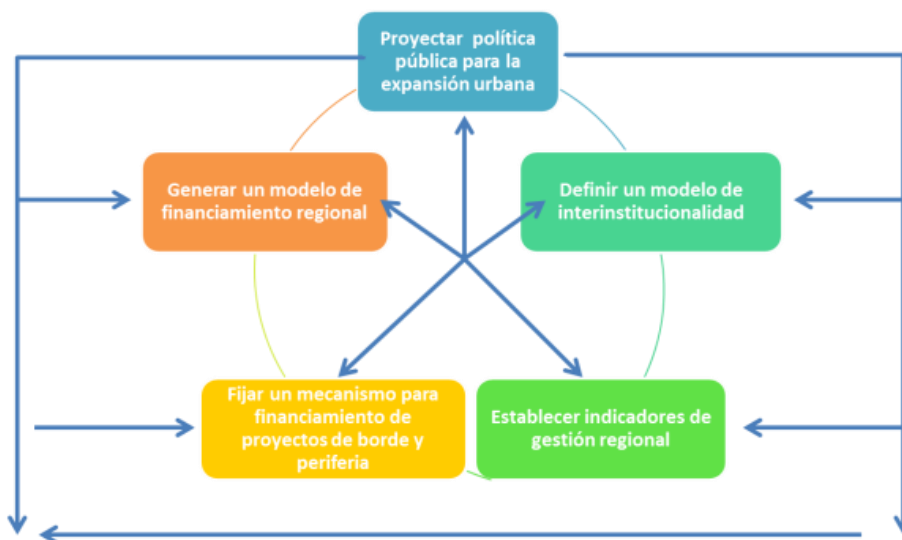 Proyectar política
pública para la
expansión urbana
Generar un modelo de
financiamiento regional
Definir un modelo de
interinstitucionalidad
Fijar un mecanismo para
financiamiento de
proyectos de borde y
periferia
Establecer indicadores de
gestión regional